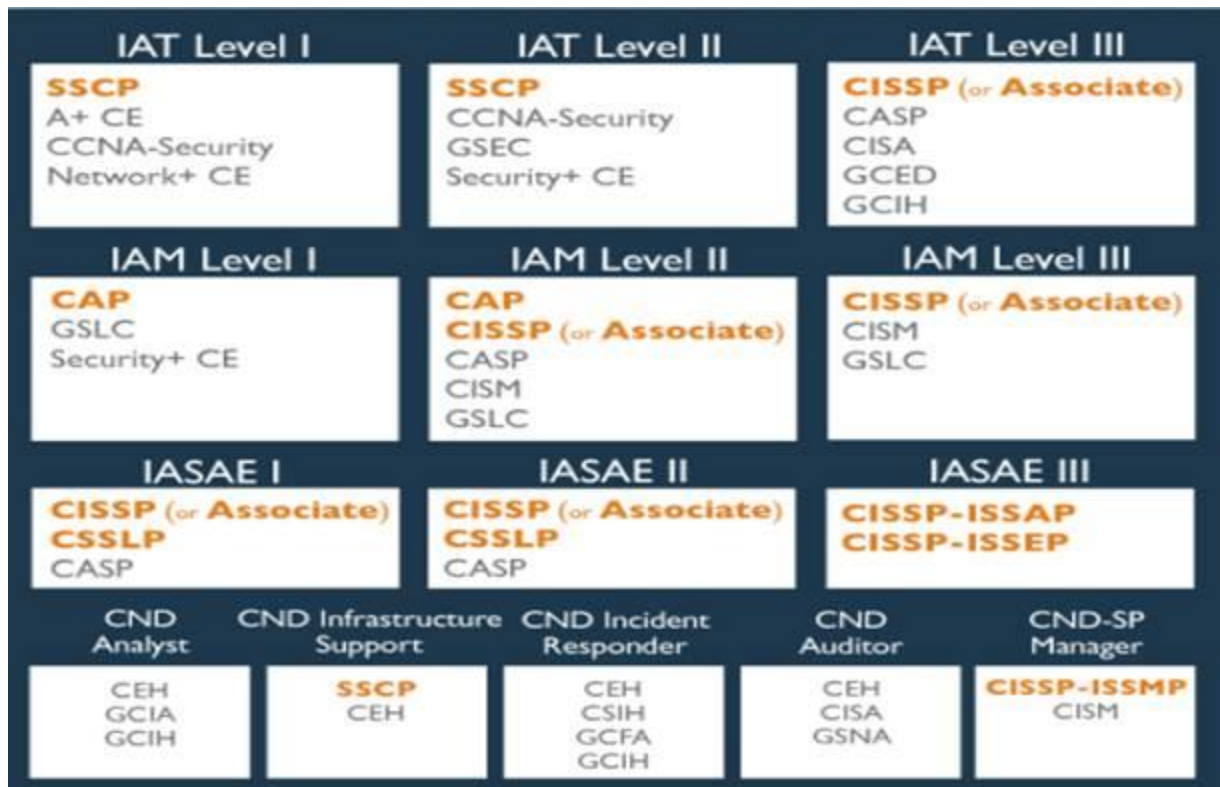 IAT Level I
SSCP
A+ CE
CCNA-Security
Network+ CE
IAT Level II
SSCP
CCNA-Security
GSEC
Security+ CE
IAT Level III
CISSP (or Associate)
CASP
CISA
GCED
GCIH
IAM Level I
CAP
GSLC
Security+ CE
IAM Level II
CAP
CISSP (or Associate)
CASP
CISM
GSLC
IAM Level III
CISSP (or Associate)
CISM
GSLC
IASAE I
CISSP (or Associate)
CSSLP
CASP
IASAE II
CISSP (or Associate)
CSSLP
CASP
IASAE III
CISSP-ISSAP
CISSP-ISSEP
CND
Analyst
CEH
GCIA
GCIH
CND Infrastructure
Support
SSCP
CEH
CND Incident
Responder
CEH
CSIH
GCFA
GCIH
CND
Auditor
CEH
CISA
GSNA
CND-SP
Manager
CISSP-ISSMP
CISM